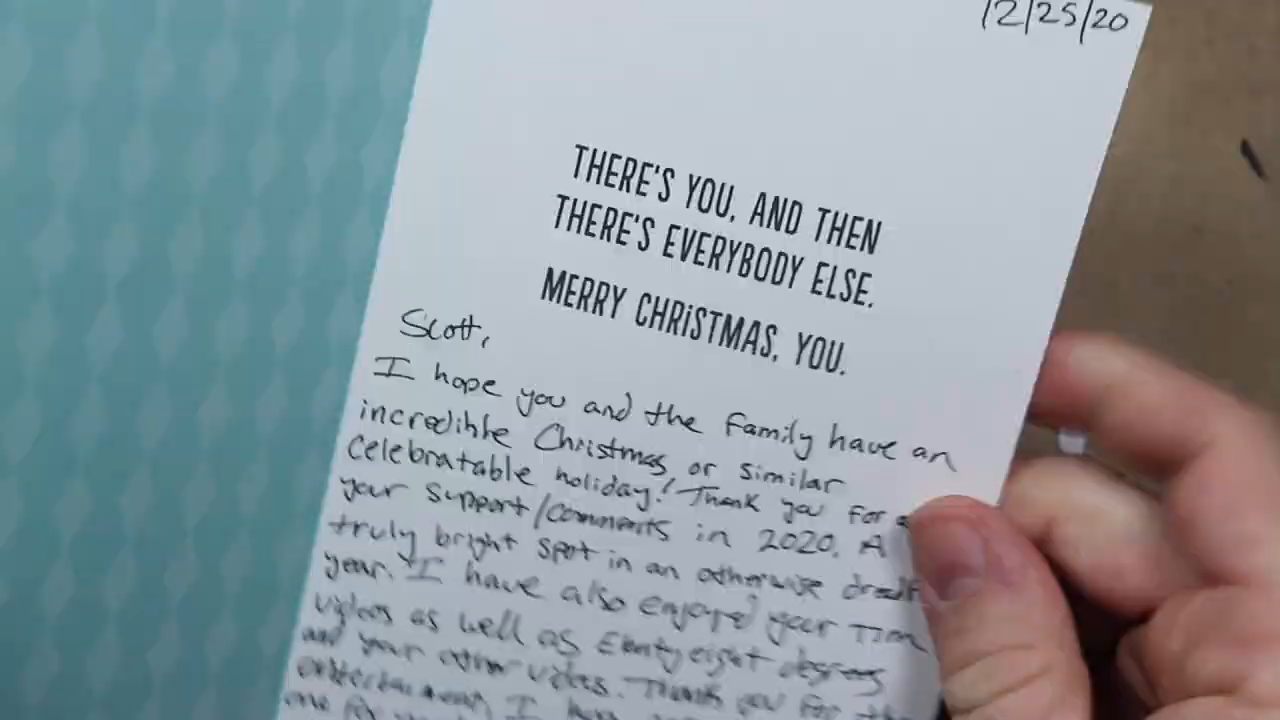 12/25/20
THERE'S YOU, AND THEN
THERE'S EVERYBODY ELSE.
MERRY CHRISTMAS, YOU.
Scott,
I hope you and the family have an
incredible Christmas or similar
celebratable holiday! Thank you for
your support/comments in 2020. A
truly bright spot in an otherwise
year. I have also enjoyed your
videos as well as Eightyeight degrees
and your other videos. Thank you for the
entertainment, I